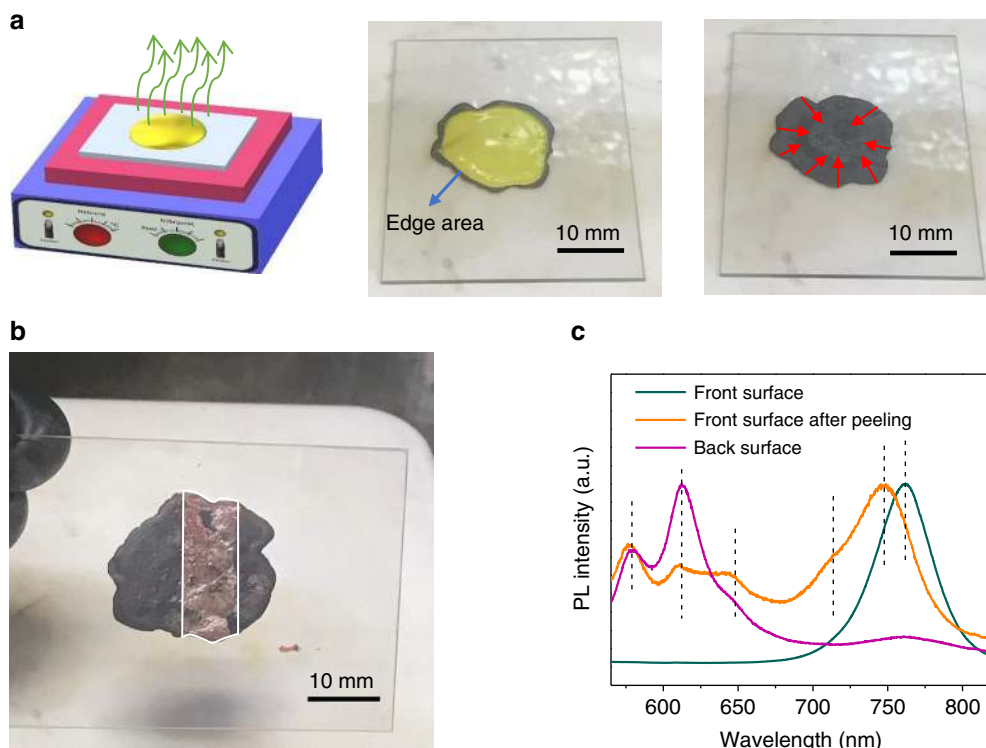 a
Edge area
10 mm
10 mm
b
10 mm
c
Front surface
Front surface after peeling
Back surface
PL intensity (a.u.)
600
650
700
750
800
Wavelength (nm)